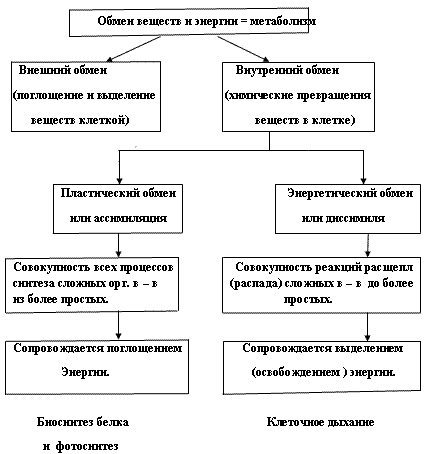 Обмен веществ и энергии = метаболизм
Внешний обмен
(поглощение и выделение
веществ клеткой)
Внутренний обмен
(химические превращения
веществ в клетке)
Пластический обмен
или ассимиляция
Энергетический обмен
или диссимиля
Совокупность всех процессов
синтеза сложных орг. в – в
из более простых.
Совокупность реакций расщепл
(распада) сложных в – в до более
простых.
Сопровождается поглощением
Энергии.
Сопровождается выделением
(освобождением ) энергии.
Биосинтез белка
и фотосинтез
Клеточное дыхание